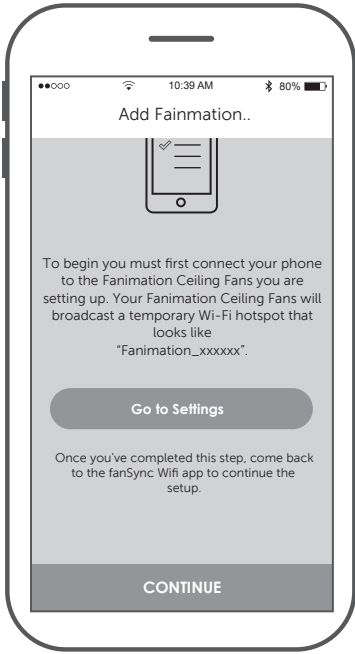 10:39 AM
80%
Add Fainmation..
To begin you must first connect your phone
to the Fanimation Ceiling Fans you are
setting up. Your Fanimation Ceiling Fans will
broadcast a temporary Wi-Fi hotspot that
looks like
“Fanimation_xxxxxx”.
Go to Settings
Once you’ve completed this step, come back
to the fanSync Wifi app to continue the
setup.
CONTINUE